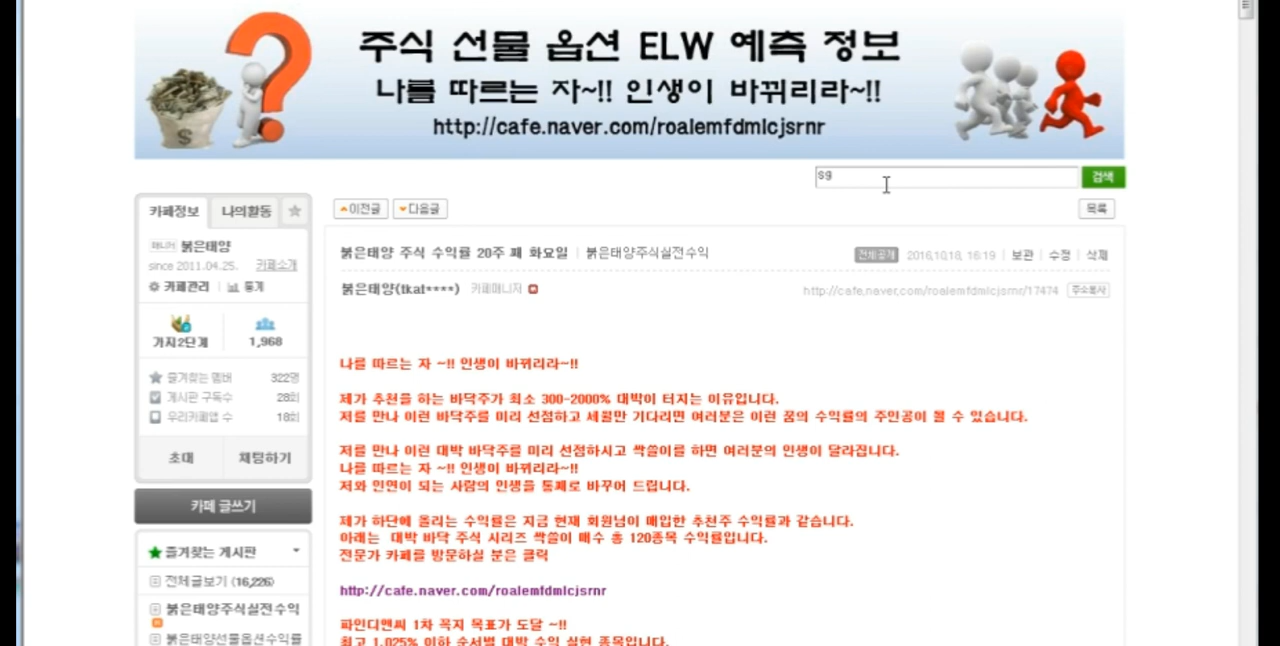 주식 선물 옵션 ELW 예측 정보
나를 따르는 자~!! 인생이 바뀌리라~!!
http://cafe.naver.com/roalemfdmlcjsrnr
sg
검색
카페정보 나의활동
이전글 다음글
목록
매니저 붉은태양
since 2011.04.25. 카페소개
카페관리 통계
가지2단계 1,968
즐겨찾는 멤버 322명
게시판 구독수 28회
우리카페앱 수 18회
초대 채팅하기
카페 글쓰기
즐겨찾는 게시판
전체글보기 (16,226)
붉은태양주식실전수익
붉은태양선물옵션수익률
붉은태양 주식 수익률 20주 째 화요일 | 붉은태양주식실전수익
전체공개 2016.10.18. 16:19 보관 수정 삭제
붉은태양(tkat****) 카페매니저
http://cafe.naver.com/roalemfdmlcjsrnr/17474 주소복사
나를 따르는 자 ~!! 인생이 바뀌리라~!!
제가 추천을 하는 바닥주가 최소 300-2000% 대박이 터지는 이유입니다.
저를 만나 이런 바닥주를 미리 선점하고 세월만 기다리면 여러분은 이런 꿈의 수익률의 주인공이 될 수 있습니다.
저를 만나 이런 대박 바닥주를 미리 선점하시고 싹쓸이를 하면 여러분의 인생이 달라집니다.
나를 따르는 자 ~!! 인생이 바뀌리라~!!
저와 인연이 되는 사람의 인생을 통째로 바꾸어 드립니다.
제가 하단에 올리는 수익률은 지금 현재 회원님이 매입한 추천주 수익률과 같습니다.
아래는 대박 바닥 주식 시리즈 싹쓸이 매수 총 120종목 수익률입니다.
전문가 카페를 방문하실 분은 클릭
http://cafe.naver.com/roalemfdmlcjsrnr
파인디앤씨 1차 꼭지 목표가 도달 ~!!
최고 1,025% 이하 순서별 대박 수익 실현 종목입니다.